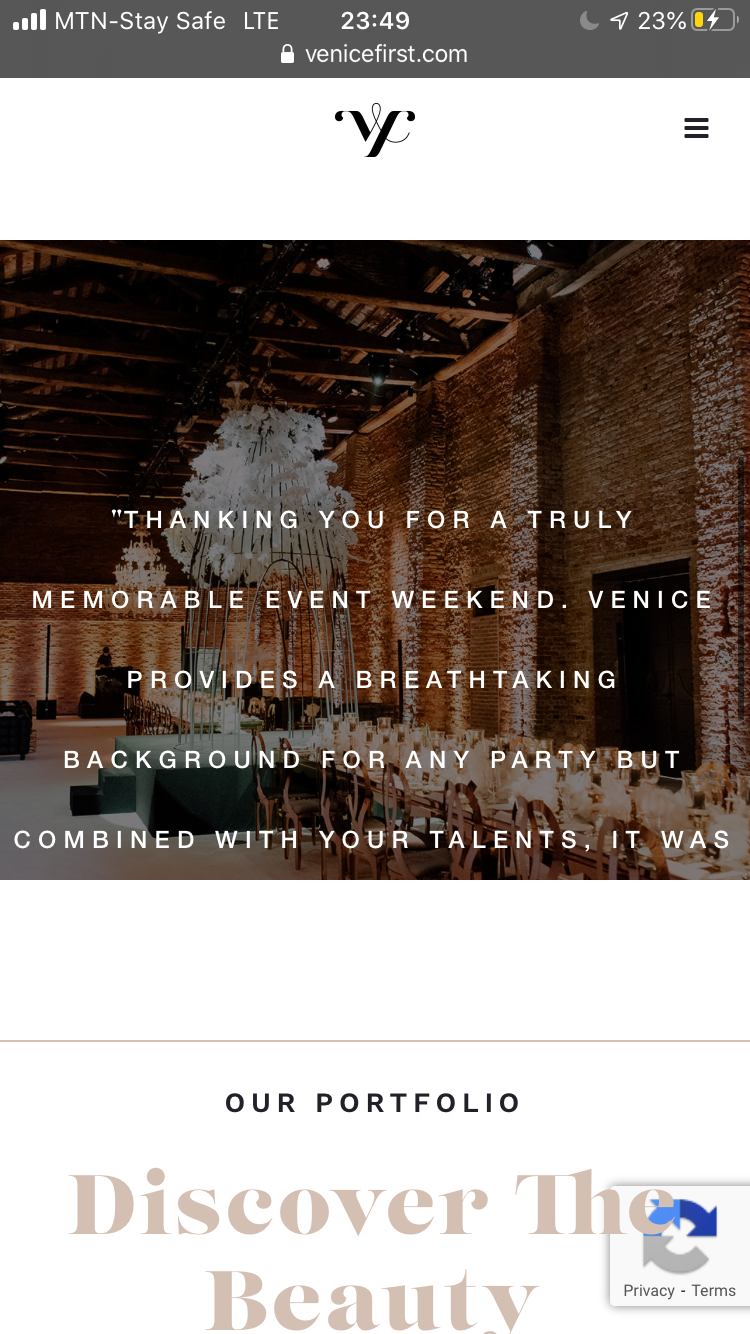 MTN-Stay Safe LTE 23:49 23%
venicefirst.com
"THANKING YOU FOR A TRULY
MEMORABLE EVENT WEEKEND. VENICE
PROVIDES A BREATHTAKING
BACKGROUND FOR ANY PARTY BUT
COMBINED WITH YOUR TALENTS, IT WAS
OUR PORTFOLIO
Discover The
Beauty
Privacy - Terms